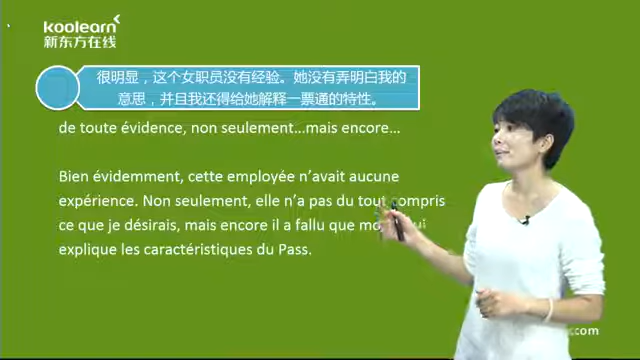 koolearn
新东方在线
很明显，这个女职员没有经验。她没有弄明白我的
意思，并且我还得给她解释一票通的特性。
de toute évidence, non seulement…mais encore…
Bien évidemment, cette employée n’avait aucune
expérience. Non seulement, elle n’a pas du tout compris
ce que je désirais, mais encore il a fallu que
explique les caractéristiques du Pass.
.com